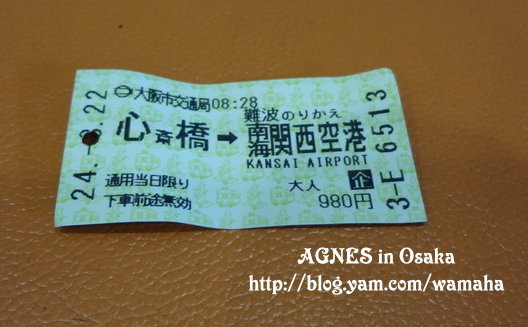 大阪市交通局08:28
24.-8.22
難波のりかえ
心斎橋→南海関西空港
KANSAI AIRPORT
通用当日限り
大人 企
下車前途無効
980円
3-E 6513
AGNES in Osaka
http://blog.yam.com/wamaha